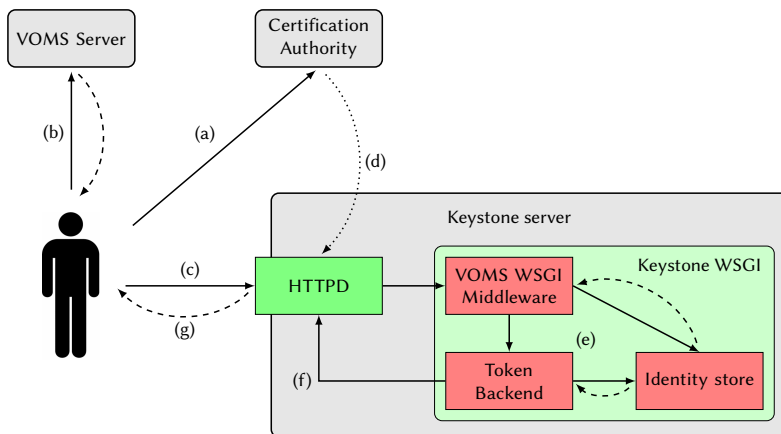 VOMS Server
Certification
Authority
(b)
(a)
(d)
Keystone server
Keystone WSGI
(c)
HTTPD
VOMS WSGI
Middleware
(g)
(e)
(f)
Token
Backend
Identity store